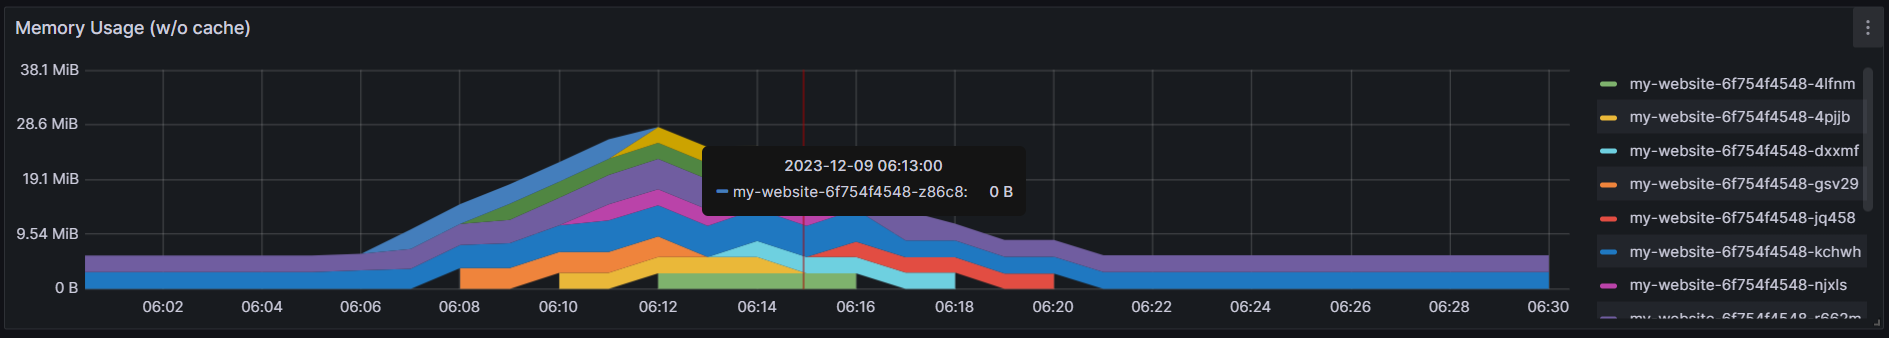 Memory Usage (w/o cache)
38.1 MiB
28.6 MiB
19.1 MiB
9.54 MiB
0 B
06:02 06:04 06:06 06:08 06:10 06:12 06:14 06:16 06:18 06:20 06:22 06:24 06:26 06:28 06:30
2023-12-09 06:13:00
my-website-6f754f4548-z86c8: 0 B
my-website-6f754f4548-4lfnm
my-website-6f754f4548-4pjjb
my-website-6f754f4548-dxxmf
my-website-6f754f4548-gsv29
my-website-6f754f4548-jq458
my-website-6f754f4548-kchwh
my-website-6f754f4548-njxls